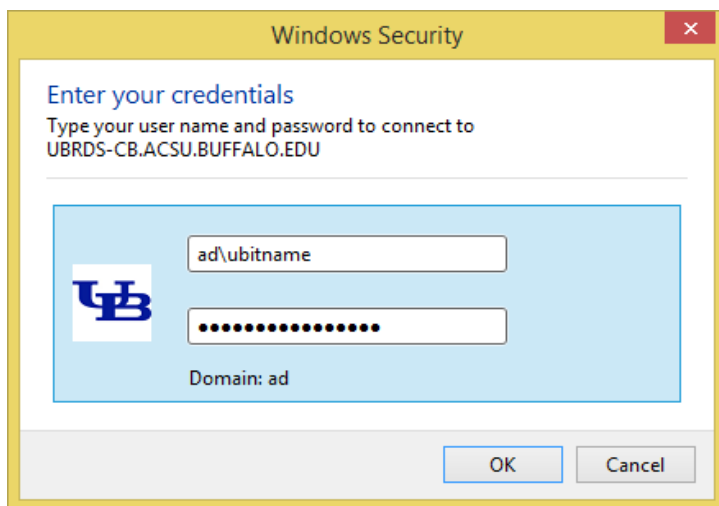 Windows Security
Enter your credentials
Type your user name and password to connect to
UBRDS-CB.ACSU.BUFFALO.EDU
ad\ubitname
UB
••••••••••••••••
Domain: ad
OK
Cancel